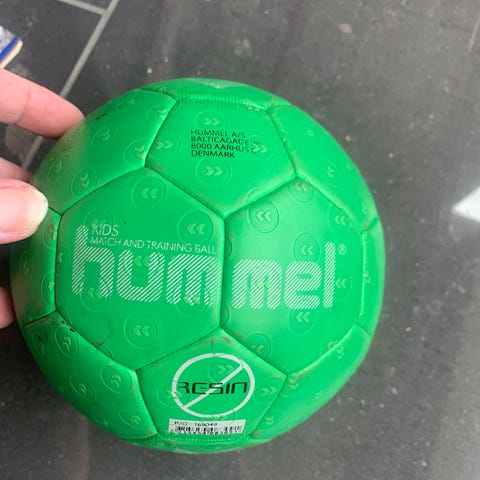 HUMMEL A/S
BALTICAGADE 20
8000 AARHUS C
DENMARK
KIDS
MATCH AND TRAINING BALL
hummel®
RESIN